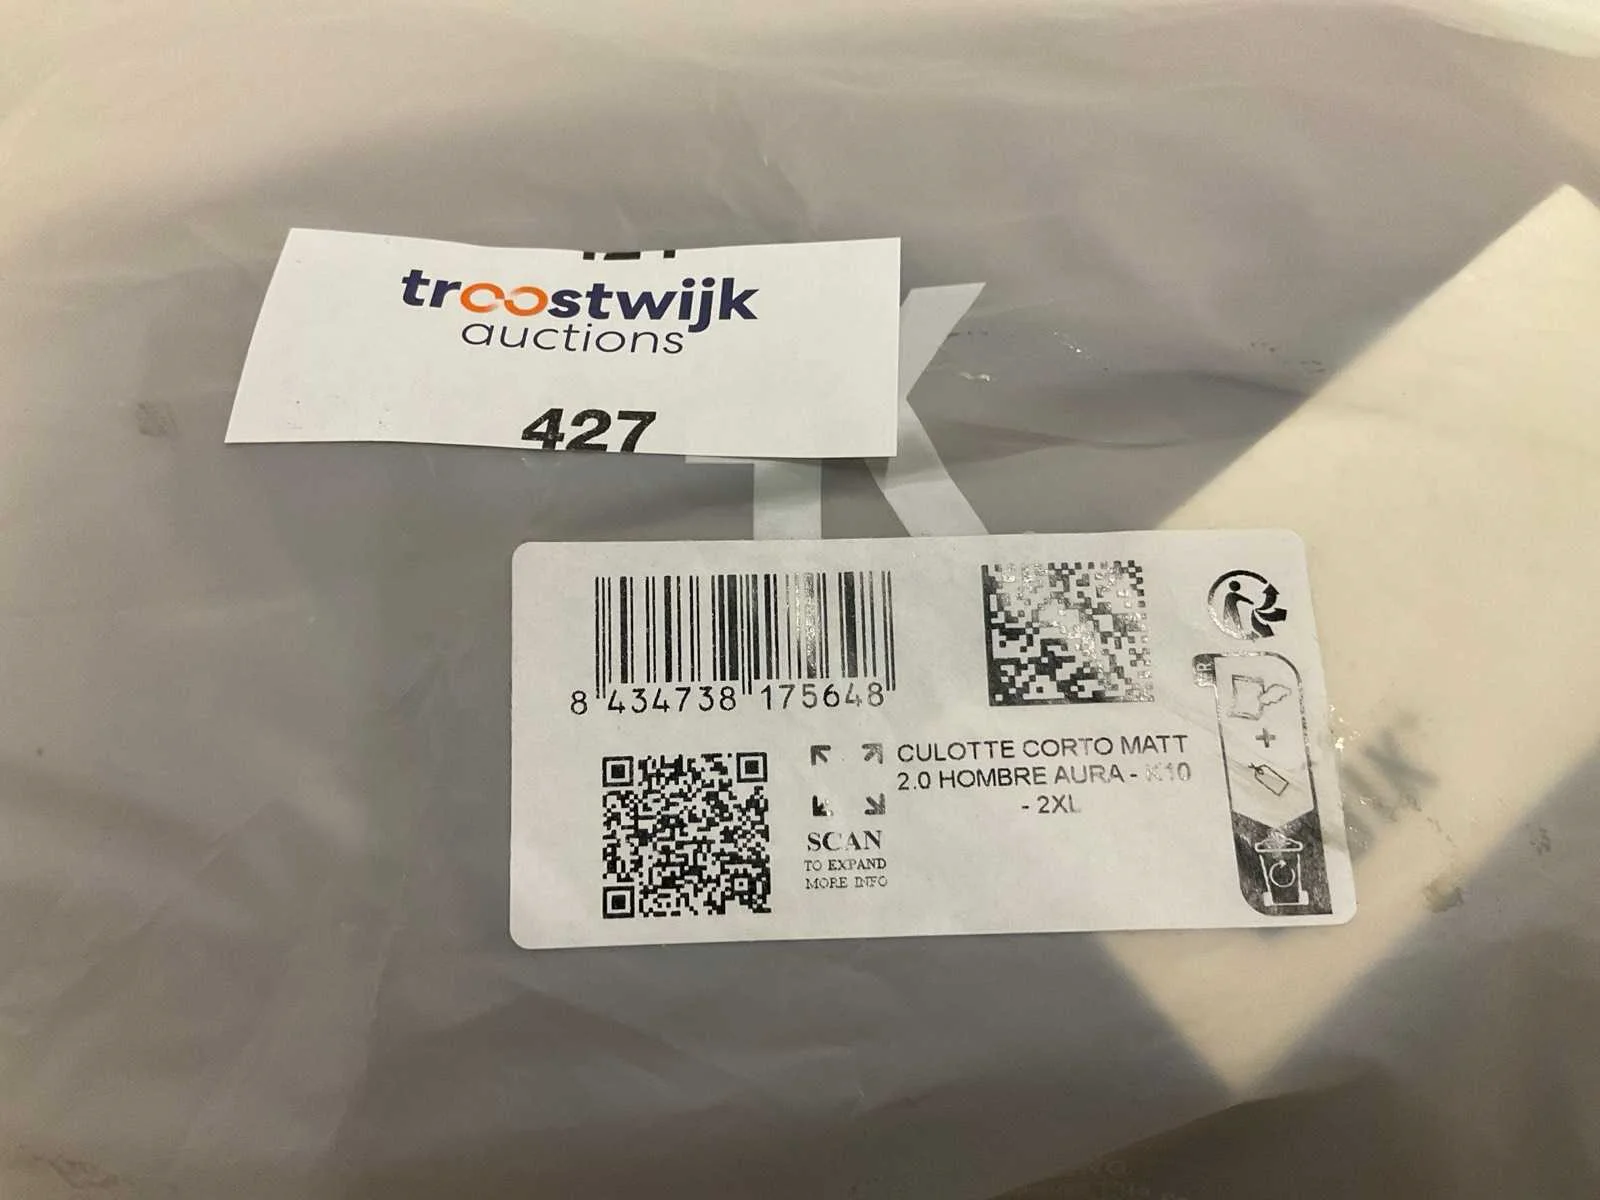 troostwijk
auctions
427
8 434738 175648
CULOTTE CORTO MATT
2.0 HOMBRE AURA - K10
- 2XL
SCAN
TO EXPAND
MORE INFO
FR
+